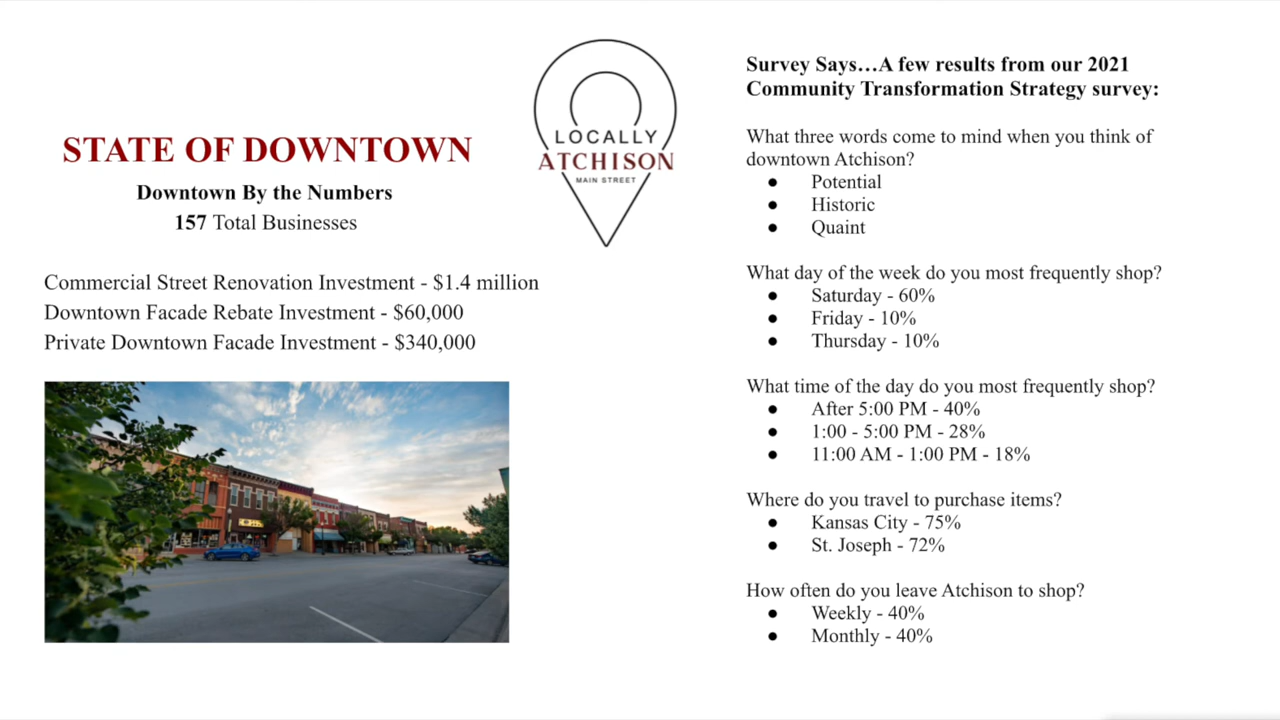 STATE OF DOWNTOWN
Downtown By the Numbers
157 Total Businesses
Commercial Street Renovation Investment - $1.4 million
Downtown Facade Rebate Investment - $60,000
Private Downtown Facade Investment - $340,000
LOCALLY
ATCHISON
MAIN STREET
Survey Says…A few results from our 2021
Community Transformation Strategy survey:
What three words come to mind when you think of
downtown Atchison?
● Potential
● Historic
● Quaint
What day of the week do you most frequently shop?
● Saturday - 60%
● Friday - 10%
● Thursday - 10%
What time of the day do you most frequently shop?
● After 5:00 PM - 40%
● 1:00 - 5:00 PM - 28%
● 11:00 AM - 1:00 PM - 18%
Where do you travel to purchase items?
● Kansas City - 75%
● St. Joseph - 72%
How often do you leave Atchison to shop?
● Weekly - 40%
● Monthly - 40%